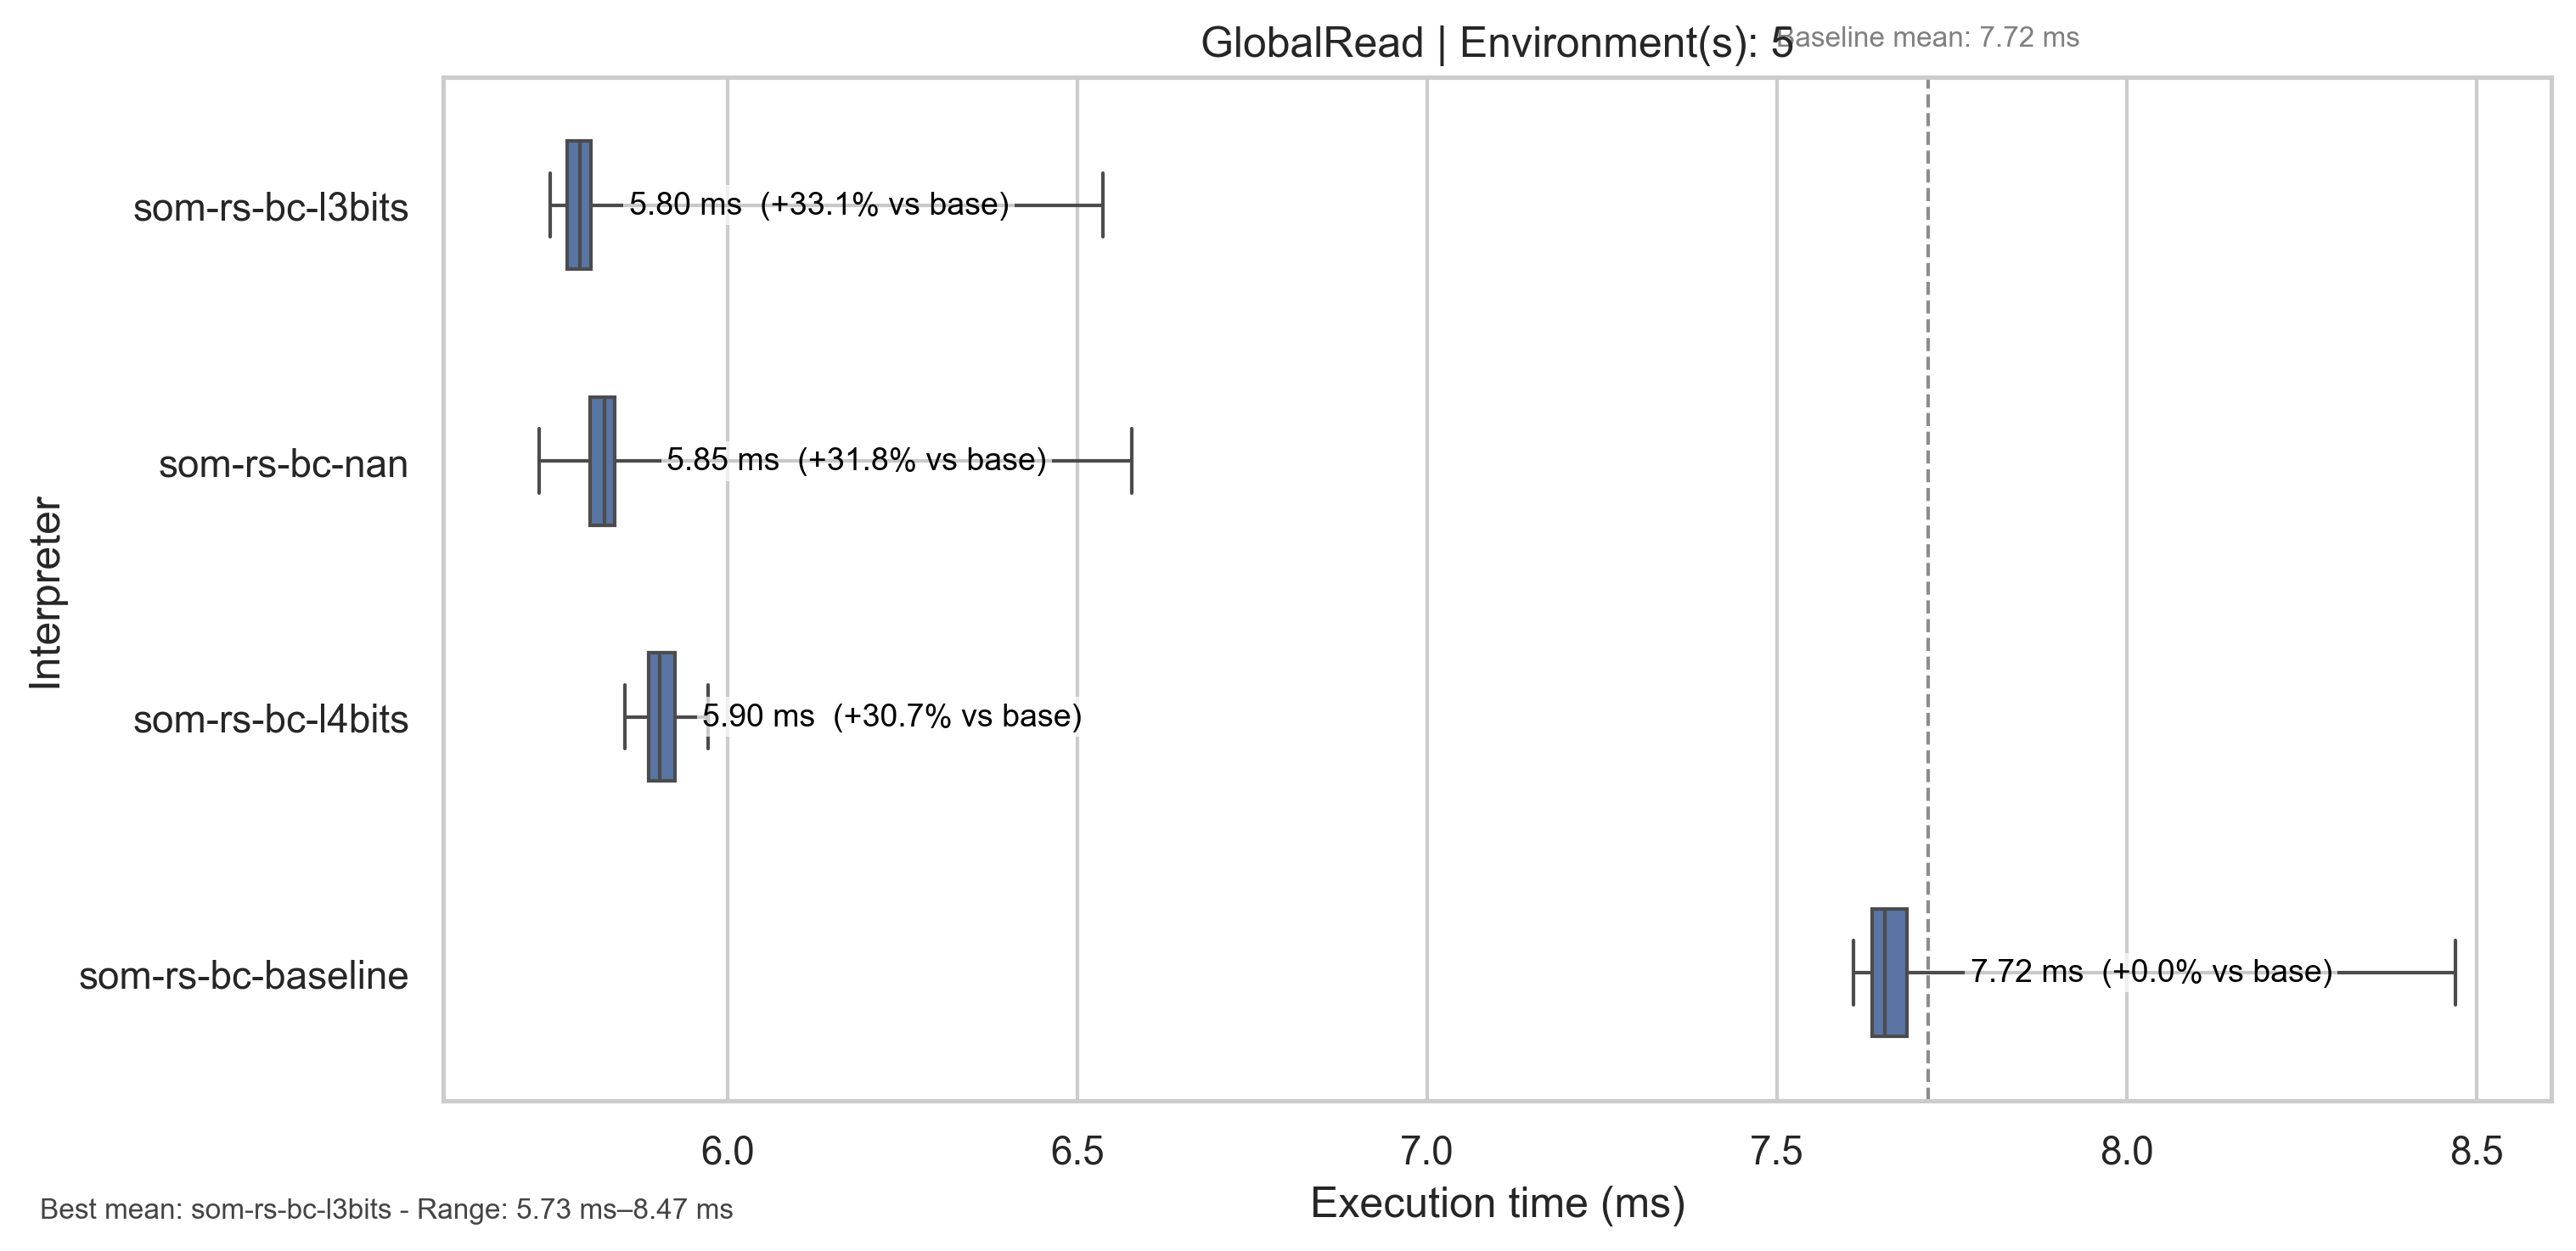 GlobalRead | Environment(s): 5
Baseline mean: 7.72 ms
som-rs-bc-l3bits
5.80 ms (+33.1% vs base)
som-rs-bc-nan
5.85 ms (+31.8% vs base)
som-rs-bc-l4bits
5.90 ms (+30.7% vs base)
som-rs-bc-baseline
7.72 ms (+0.0% vs base)
Interpreter
6.0 6.5 7.0 7.5 8.0 8.5
Execution time (ms)
Best mean: som-rs-bc-l3bits - Range: 5.73 ms–8.47 ms